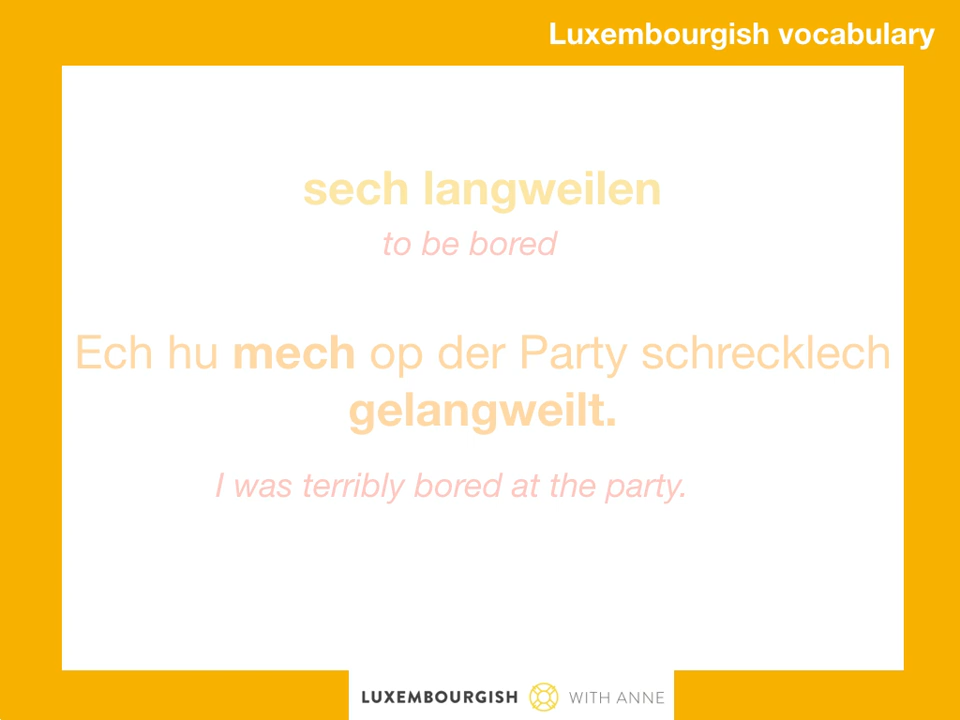 Luxembourgish vocabulary
sech langweilen
to be bored
Ech hu mech op der Party schrecklech
gelangweilt.
I was terribly bored at the party.
LUXEMBOURGISH WITH ANNE